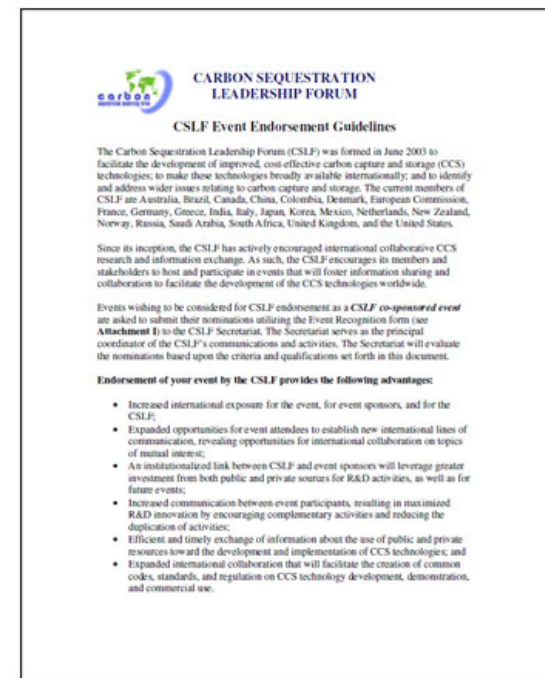 carbon
CARBON SEQUESTRATION
LEADERSHIP FORUM
CSLF Event Endorsement Guidelines
The Carbon Sequestration Leadership Forum (CSLF) was formed in June 2003 to
facilitate the development of improved, cost-effective carbon capture and storage (CCS)
technologies; to make these technologies broadly available internationally; and to identify
and address wider issues relating to carbon capture and storage. The current members of
CSLF are Australia, Brazil, Canada, China, Colombia, Denmark, European Commission,
France, Germany, Greece, India, Italy, Japan, Korea, Mexico, Netherlands, New Zealand,
Norway, Russia, Saudi Arabia, South Africa, United Kingdom, and the United States.
Since its inception, the CSLF has actively encouraged international collaborative CCS
research and information exchange. As such, the CSLF encourages its members and
stakeholders to host and participate in events that will foster information sharing and
collaboration to facilitate the development of the CCS technologies worldwide.
Events wishing to be considered for CSLF endorsement as a CSLF co-sponsored event
are asked to submit their nominations utilizing the Event Recognition form (see
Attachment I) to the CSLF Secretariat. The Secretariat serves as the principal
coordinator of the CSLF's communications and activities. The Secretariat will evaluate
the nominations based upon the criteria and qualifications set forth in this document.
Endorsement of your event by the CSLF provides the following advantages:
• Increased international exposure for the event, for event sponsors, and for the
CSLF;
• Expanded opportunities for event attendees to establish new international lines of
communication, revealing opportunities for international collaboration on topics
of mutual interest;
• An institutionalized link between CSLF and event sponsors will leverage greater
investment from both public and private sources for R&D activities, as well as for
future events;
• Increased communication between event participants, resulting in maximized
R&D innovation by encouraging complementary activities and reducing the
duplication of activities;
• Efficient and timely exchange of information about the use of public and private
resources toward the development and implementation of CCS technologies; and
• Expanded international collaboration that will facilitate the creation of common
codes, standards, and regulation on CCS technology development, demonstration,
and commercial use.